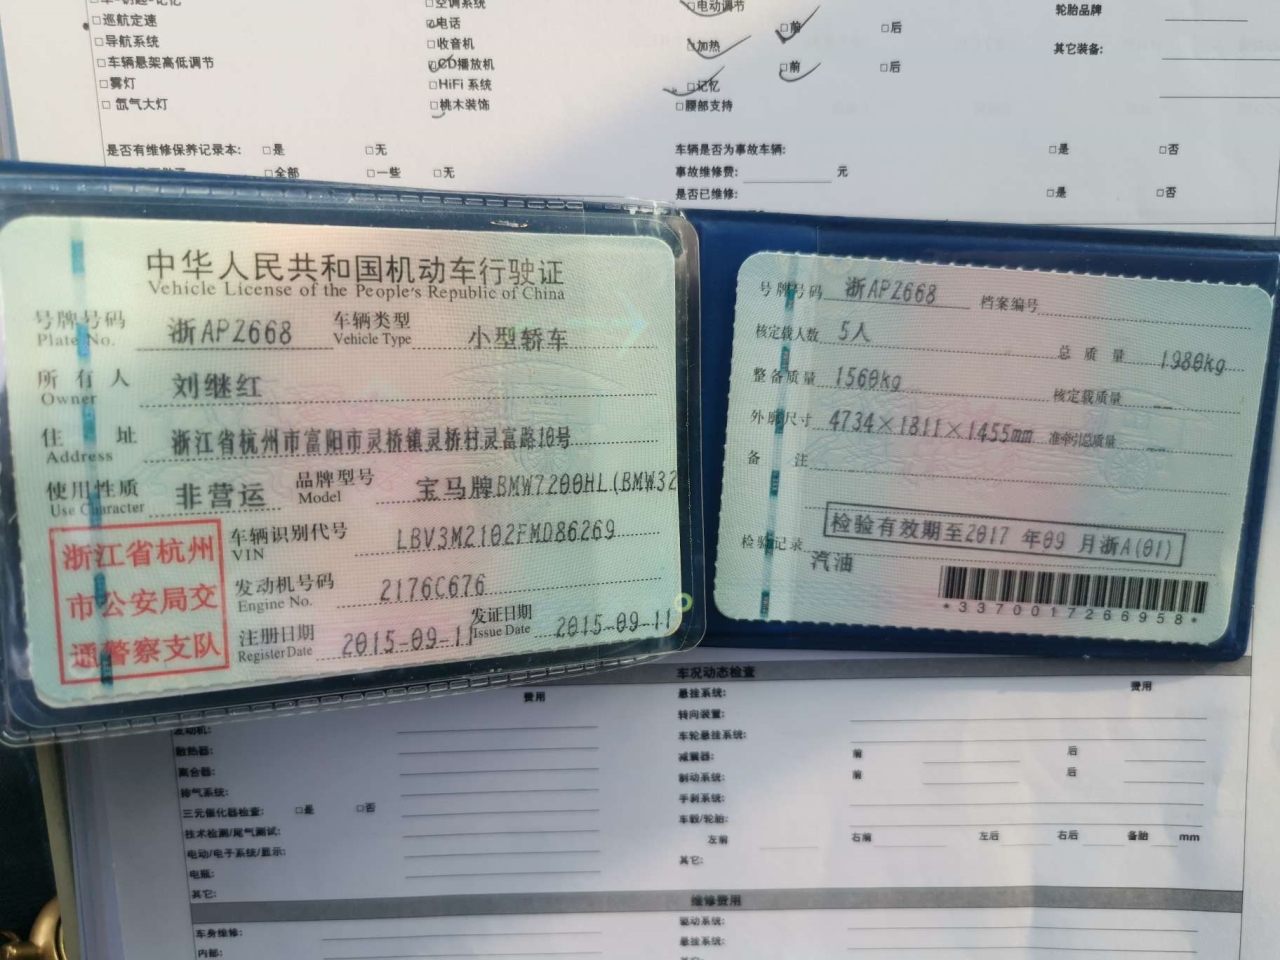 □巡航定速
□导航系统
□车辆悬架高低调节
□雾灯
□ 氙气大灯
□空调系统
□电话
□收音机
□CD播放机
□HiFi 系统
□桃木装饰
□电动调节
□前 □后
□加热
□前 □后
□记忆
□腰部支持
轮胎品牌
其它装备:
是否有维修保养记录本: □是 □无
□全部 □一些 □无
车辆是否为事故车辆: □是 □否
事故维修费: 元
是否已维修: □是 □否
中华人民共和国机动车行驶证
Vehicle License of the People's Republic of China
号牌号码 浙APZ668 车辆类型 小型轿车
Plate No. Vehicle Type
所有人 刘继红
Owner
住址 浙江省杭州市富阳市灵桥镇灵桥村灵富路10号
Address
使用性质 非营运 品牌型号 宝马牌BMW7200HL(BMW32
Use Character Model
浙江省杭州
市公安局交
通警察支队
车辆识别代号 LBV3M2102FMD86269
VIN
发动机号码 2176C676
Engine No.
注册日期 2015-09-11 发证日期 2015-09-11
Register Date Issue Date
号牌号码 浙APZ668 档案编号
核定载人数 5人 总质量 1980kg
整备质量 1560kg 核定载质量 --
外廓尺寸 4734×1811×1455mm 准牵引总质量 --
备注
检验有效期至2017 年09 月浙A(01)
检验记录 汽油
*3370017266958*
车况动态检查
费用 费用
发动机:
散热器:
离合器:
排气系统:
三元催化器检查: □是 □否
技术检测/尾气测试:
电动/电子系统/显示:
电瓶:
其它:
悬挂系统:
转向装置:
车轮悬挂系统:
减震器: 前 后
制动系统: 前 后
手刹系统:
车毂/轮胎:
左前 右前 左后 右后 备胎 mm
其它:
维修费用
车身维修:
内部:
驱动系统:
悬挂系统: